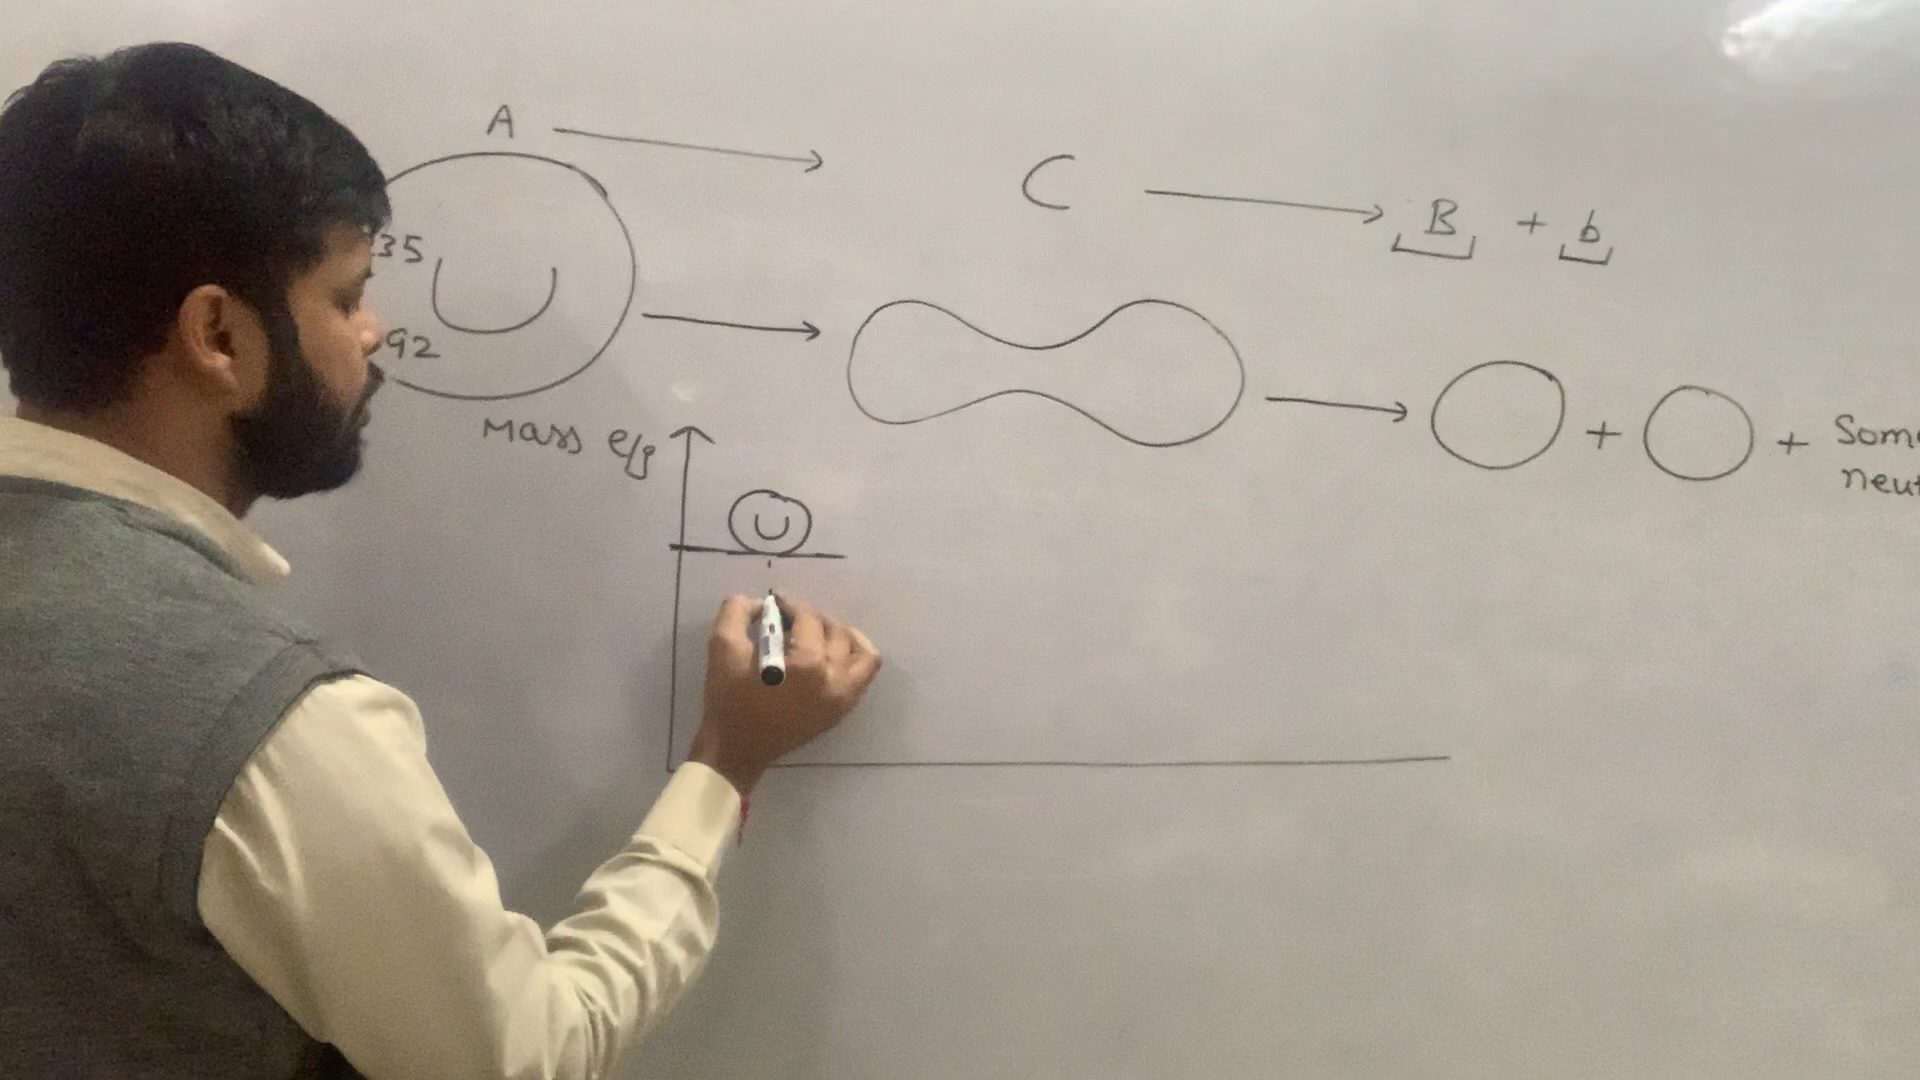 A → C → B + b
35
U
92
→ → + + Som
neut
Mass e/g
U